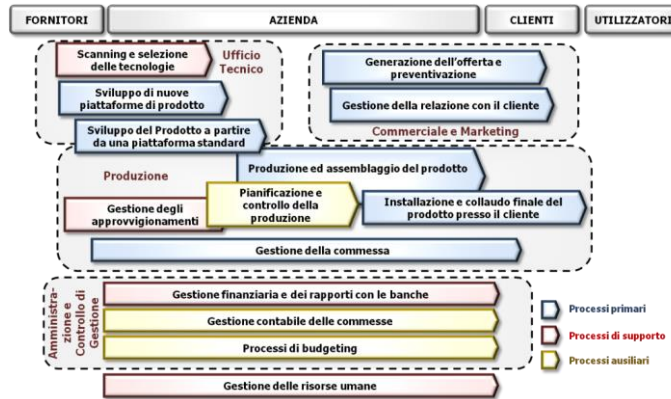 FORNITORI
AZIENDA
CLIENTI
UTILIZZATORI
Scanning e selezione
delle tecnologie
Ufficio
Tecnico
Sviluppo di nuove
piattaforme di prodotto
Sviluppo del Prodotto a partire
da una piattaforma standard
Generazione dell'offerta e
preventivazione
Gestione della relazione con il cliente
Commerciale e Marketing
Produzione
Produzione ed assemblaggio del prodotto
Gestione degli
approvvigionamenti
Pianificazione e
controllo della
produzione
Installazione e collaudo finale del
prodotto presso il cliente
Gestione della commessa
Amministra-
zione e
Controllo di
Gestione
Gestione finanziaria e dei rapporti con le banche
Gestione contabile delle commesse
Processi di budgeting
Gestione delle risorse umane
Processi primari
Processi di supporto
Processi ausiliari